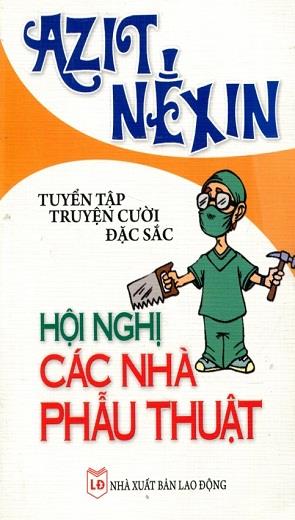 AZIT
NÊXIN
TUYỂN TẬP
TRUYỆN CƯỜI
ĐẶC SẮC
HỘI NGHỊ
CÁC NHÀ
PHẪU THUẬT
LĐ
NHÀ XUẤT BẢN LAO ĐỘNG